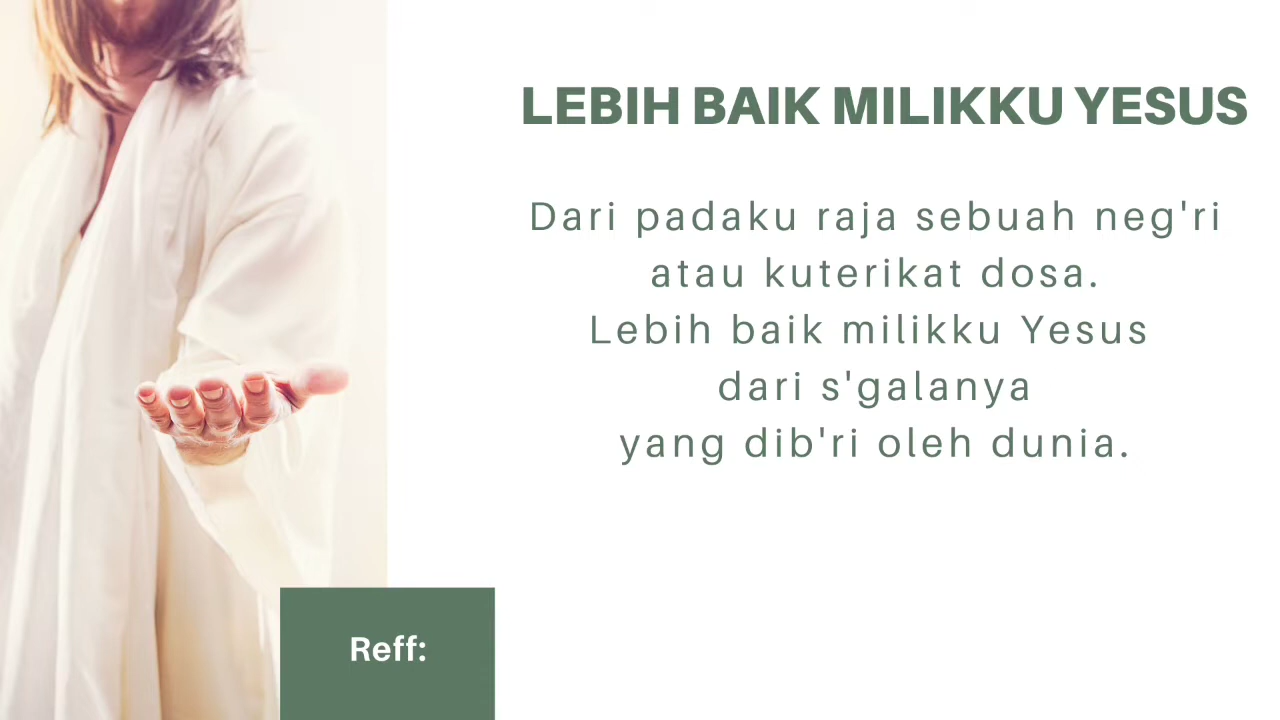 LEBIH BAIK MILIKKU YESUS
Dari padaku raja sebuah neg'ri
atau kuterikat dosa.
Lebih baik milikku Yesus
dari s'galanya
yang dib'ri oleh dunia.
Reff: